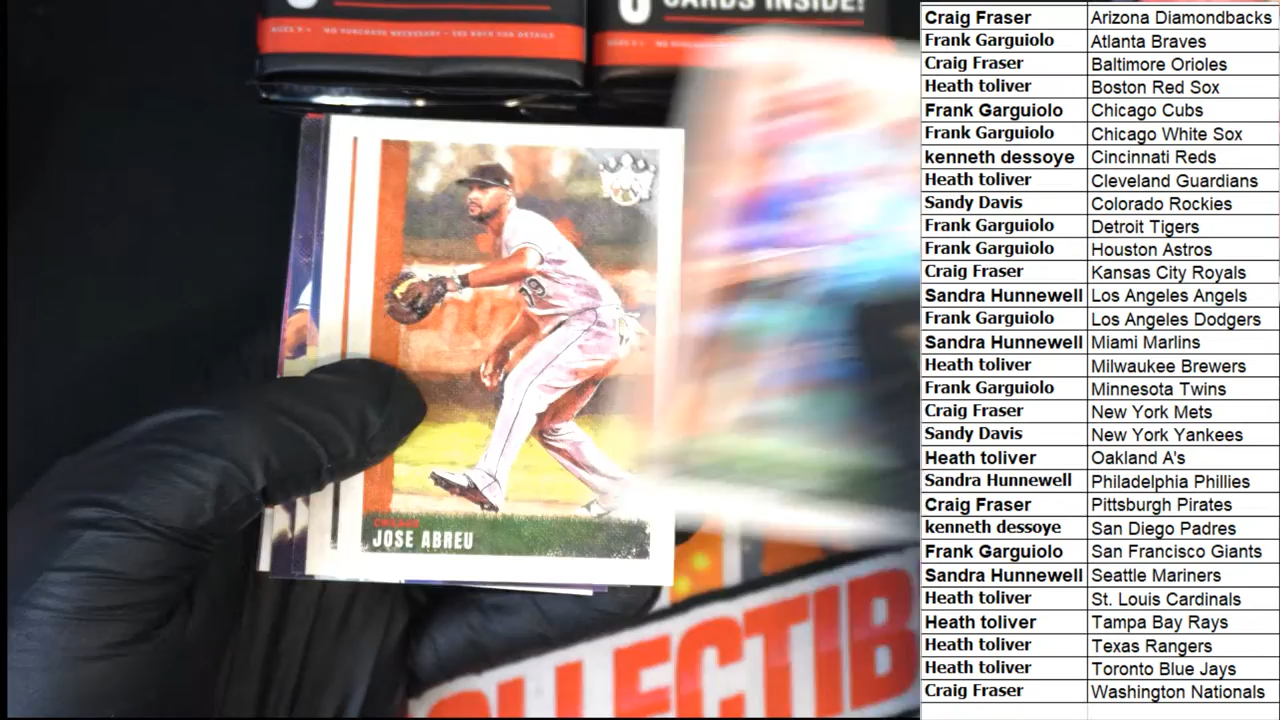 CARDS INSIDE!
AGES 9+ NO PURCHASE NECESSARY - SEE BACK FOR DETAILS
CHICAGO
JOSE ABREU
Craig Fraser Arizona Diamondbacks
Frank Garguiolo Atlanta Braves
Craig Fraser Baltimore Orioles
Heath toliver Boston Red Sox
Frank Garguiolo Chicago Cubs
Frank Garguiolo Chicago White Sox
kenneth dessoye Cincinnati Reds
Heath toliver Cleveland Guardians
Sandy Davis Colorado Rockies
Frank Garguiolo Detroit Tigers
Frank Garguiolo Houston Astros
Craig Fraser Kansas City Royals
Sandra Hunnewell Los Angeles Angels
Frank Garguiolo Los Angeles Dodgers
Sandra Hunnewell Miami Marlins
Heath toliver Milwaukee Brewers
Frank Garguiolo Minnesota Twins
Craig Fraser New York Mets
Sandy Davis New York Yankees
Heath toliver Oakland A's
Sandra Hunnewell Philadelphia Phillies
Craig Fraser Pittsburgh Pirates
kenneth dessoye San Diego Padres
Frank Garguiolo San Francisco Giants
Sandra Hunnewell Seattle Mariners
Heath toliver St. Louis Cardinals
Heath toliver Tampa Bay Rays
Heath toliver Texas Rangers
Heath toliver Toronto Blue Jays
Craig Fraser Washington Nationals